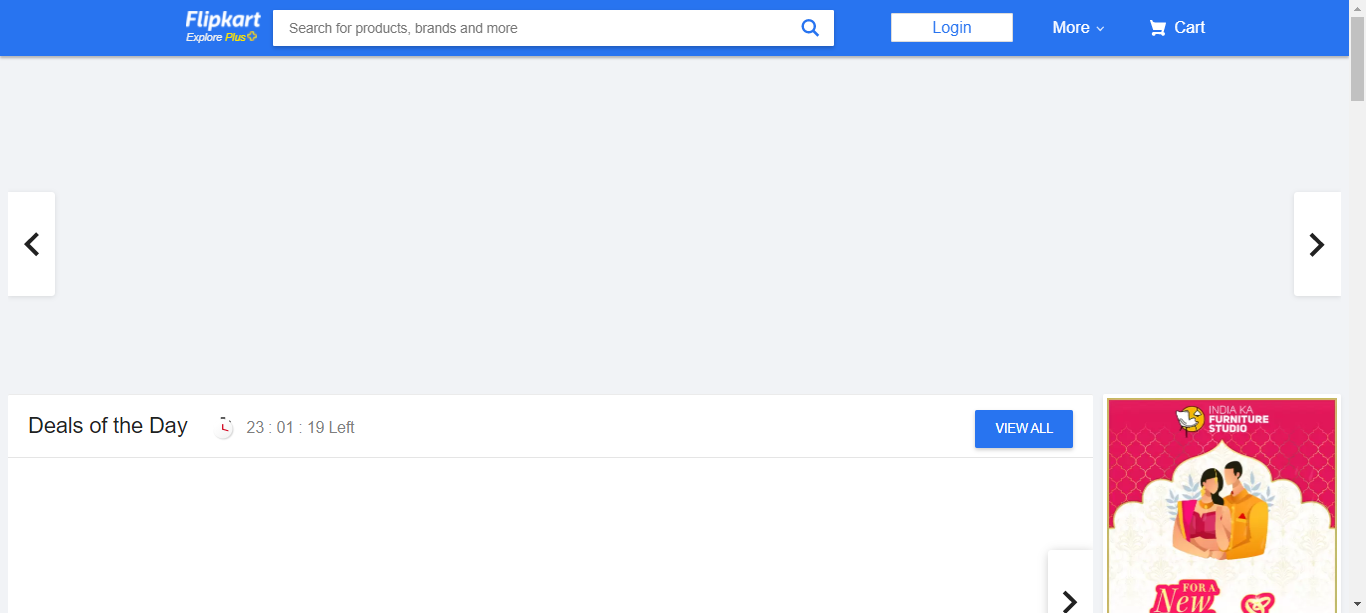 Flipkart
Explore Plus
Search for products, brands and more
Login
More
Cart
Deals of the Day
23 : 01 : 19 Left
VIEW ALL
INDIA KA
FURNITURE
STUDIO
FOR A
New